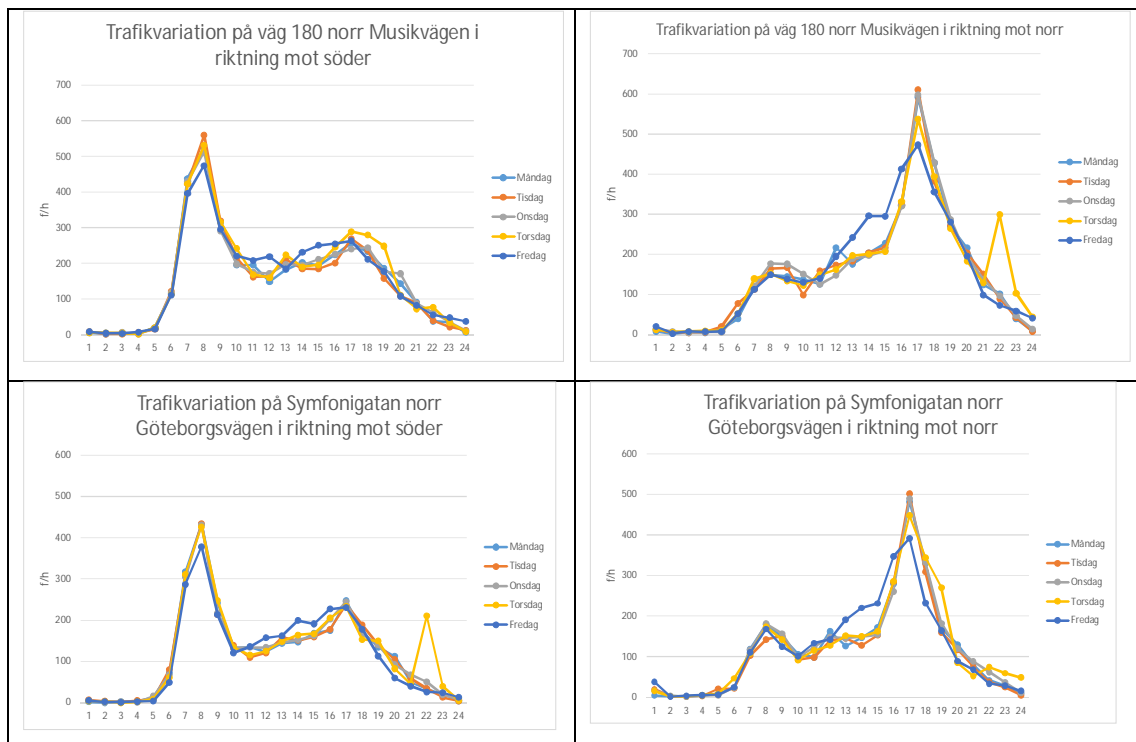 Trafikvariation på väg 180 norr Musikvägen i
riktning mot söder
700
600
500
400
300
200
100
0
f/h
1 2 3 4 5 6 7 8 9 10 11 12 13 14 15 16 17 18 19 20 21 22 23 24
Måndag
Tisdag
Onsdag
Torsdag
Fredag
Trafikvariation på väg 180 norr Musikvägen i riktning mot norr
700
600
500
400
300
200
100
0
f/h
1 2 3 4 5 6 7 8 9 10 11 12 13 14 15 16 17 18 19 20 21 22 23 24
Måndag
Tisdag
Onsdag
Torsdag
Fredag
Trafikvariation på Symfonigatan norr
Göteborgsvägen i riktning mot söder
600
500
400
300
200
100
0
f/h
1 2 3 4 5 6 7 8 9 10 11 12 13 14 15 16 17 18 19 20 21 22 23 24
Måndag
Tisdag
Onsdag
Torsdag
Fredag
Trafikvariation på Symfonigatan norr
Göteborgsvägen i riktning mot norr
600
500
400
300
200
100
0
f/h
1 2 3 4 5 6 7 8 9 10 11 12 13 14 15 16 17 18 19 20 21 22 23 24
Måndag
Tisdag
Onsdag
Torsdag
Fredag